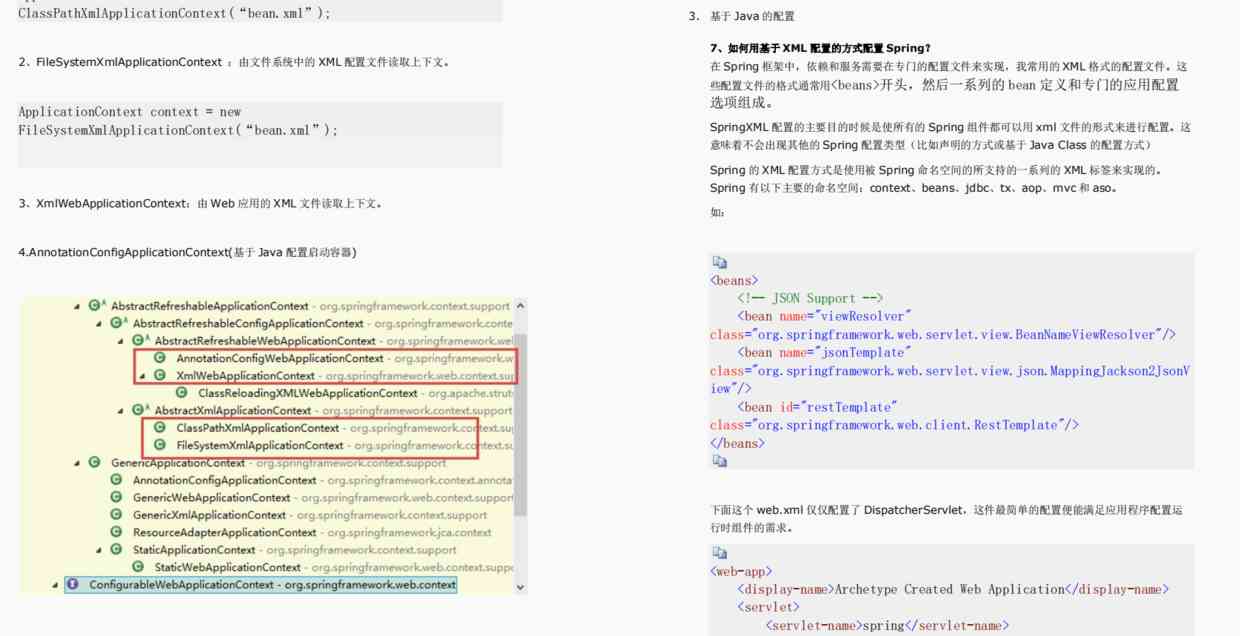 ClassPathXmlApplicationContext(“bean.xml”);
2、FileSystemXmlApplicationContext ：由文件系统中的 XML 配置文件读取上下文。
ApplicationContext context = new
FileSystemXmlApplicationContext(“bean.xml”);
3、XmlWebApplicationContext：由 Web 应用的 XML 文件读取上下文。
4.AnnotationConfigApplicationContext(基于 Java 配置启动容器)
AbstractRefreshableApplicationContext - org.springframework.context.support
AbstractRefreshableConfigApplicationContext - org.springframework.conte
AbstractRefreshableWebApplicationContext - org.springframework.wel
AnnotationConfigWebApplicationContext - org.springframework.w
XmlWebApplicationContext - org.springframework.web.context.sup
ClassReloadingXMLWebApplicationContext - org.apache.strut
AbstractXmlApplicationContext - org.springframework.context.support
ClassPathXmlApplicationContext - org.springframework.context.su
FileSystemXmlApplicationContext - org.springframework.context.su
GenericApplicationContext - org.springframework.context.support
AnnotationConfigApplicationContext - org.springframework.context.annota
GenericWebApplicationContext - org.springframework.web.context.support
GenericXmlApplicationContext - org.springframework.context.support
ResourceAdapterApplicationContext - org.springframework.jca.context
StaticApplicationContext - org.springframework.context.support
StaticWebApplicationContext - org.springframework.web.context.suppo
ConfigurableWebApplicationContext - org.springframework.web.context
3. 基于 Java 的配置
7、如何用基于 XML 配置的方式配置 Spring？
在 Spring 框架中，依赖和服务需要在专门的配置文件来实现，我常用的 XML 格式的配置文件。这
些配置文件的格式通常用<beans>开头，然后一系列的 bean 定义和专门的应用配置
选项组成。
SpringXML 配置的主要目的时候是使所有的 Spring 组件都可以用 xml 文件的形式来进行配置。这
意味着不会出现其他的 Spring 配置类型（比如声明的方式或基于 Java Class 的配置方式）
Spring 的 XML 配置方式是使用被 Spring 命名空间的所支持的一系列的 XML 标签来实现的。
Spring 有以下主要的命名空间：context、beans、jdbc、tx、aop、mvc 和 aso。
如：
<beans>
<!-- JSON Support -->
<bean name="viewResolver"
class="org.springframework.web.servlet.view.BeanNameViewResolver"/>
<bean name="jsonTemplate"
class="org.springframework.web.servlet.view.json.MappingJackson2JsonV
iew"/>
<bean id="restTemplate"
class="org.springframework.web.client.RestTemplate"/>
</beans>
下面这个 web.xml 仅仅配置了 DispatcherServlet，这件最简单的配置便能满足应用程序配置运
行时组件的需求。
<web-app>
<display-name>Archetype Created Web Application</display-name>
<servlet>
<servlet-name>spring</servlet-name>